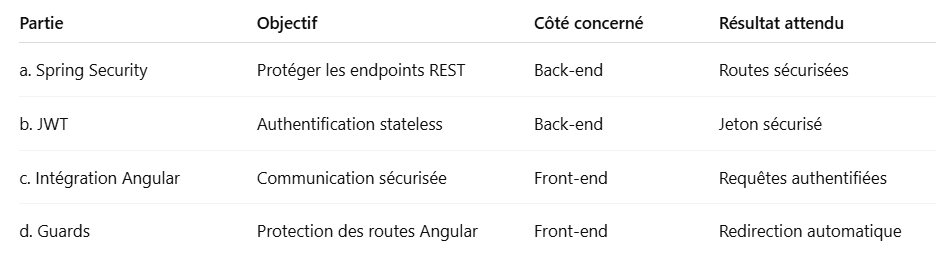 Partie Objectif Côté concerné Résultat attendu
a. Spring Security Protéger les endpoints REST Back-end Routes sécurisées
b. JWT Authentification stateless Back-end Jeton sécurisé
c. Intégration Angular Communication sécurisée Front-end Requêtes authentifiées
d. Guards Protection des routes Angular Front-end Redirection automatique